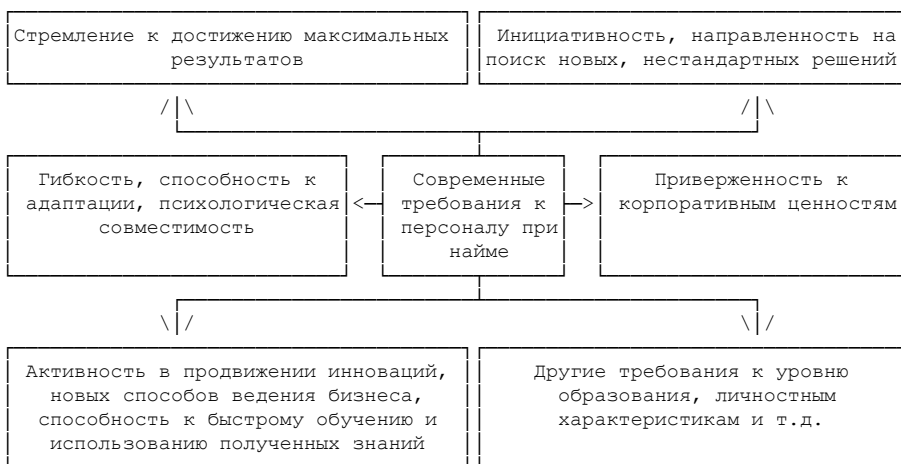 Стремление к достижению максимальных
результатов
Инициативность, направленность на
поиск новых, нестандартных решений
Гибкость, способность к
адаптации, психологическая
совместимость
Современные
требования к
персоналу при
найме
Приверженность к
корпоративным ценностям
Активность в продвижении инноваций,
новых способов ведения бизнеса,
способность к быстрому обучению и
использованию полученных знаний
Другие требования к уровню
образования, личностным
характеристикам и т.д.